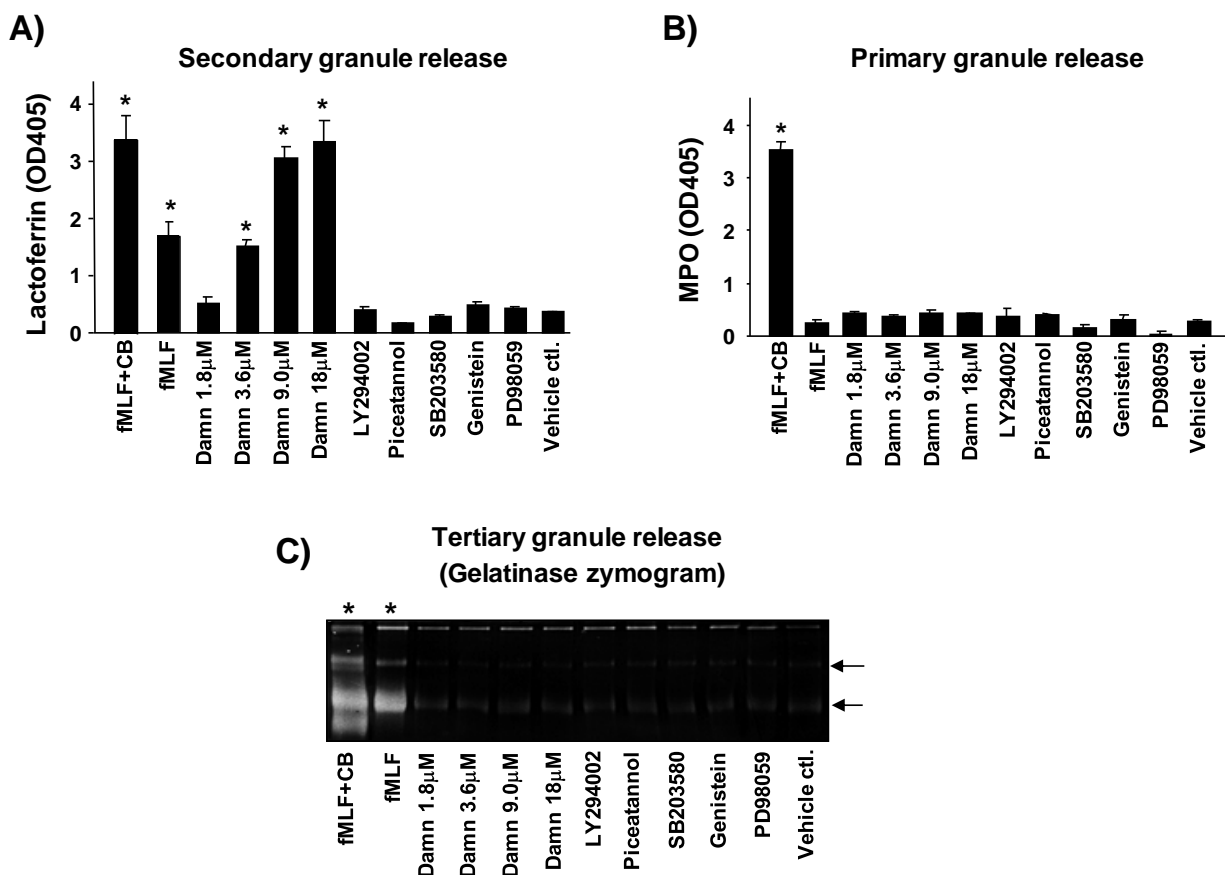 A)
Secondary granule release
Lactoferrin (OD405)
4
3
2
1
0
*
*
*
*
*
fMLF+CB
fMLF
Damn 1.8μM
Damn 3.6μM
Damn 9.0μM
Damn 18μM
LY294002
Piceatannol
SB203580
Genistein
PD98059
Vehicle ctl.
B)
Primary granule release
MPO (OD405)
4
3
2
1
0
*
fMLF+CB
fMLF
Damn 1.8μM
Damn 3.6μM
Damn 9.0μM
Damn 18μM
LY294002
Piceatannol
SB203580
Genistein
PD98059
Vehicle ctl.
C)
Tertiary granule release
(Gelatinase zymogram)
* *
fMLF+CB
fMLF
Damn 1.8μM
Damn 3.6μM
Damn 9.0μM
Damn 18μM
LY294002
Piceatannol
SB203580
Genistein
PD98059
Vehicle ctl.